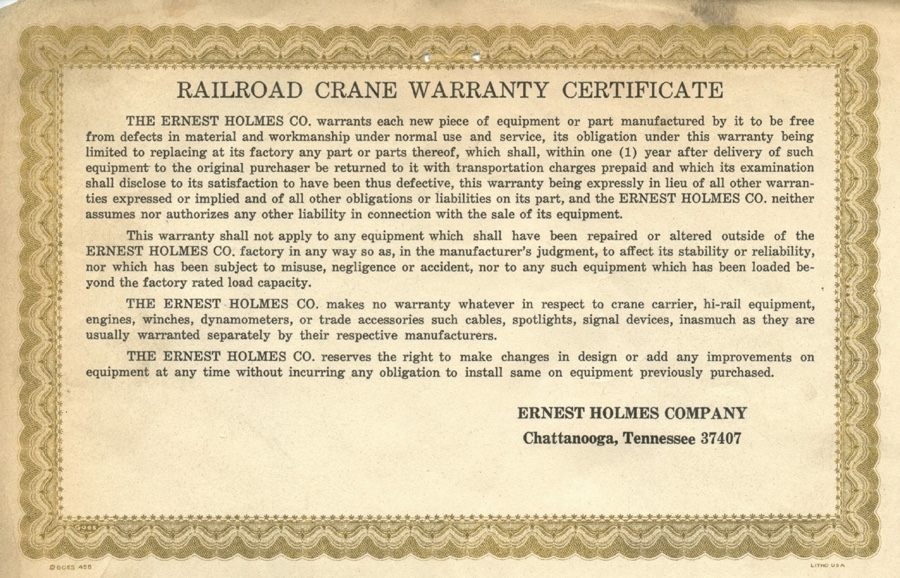 RAILROAD CRANE WARRANTY CERTIFICATE
THE ERNEST HOLMES CO. warrants each new piece of equipment or part manufactured by it to be free
from defects in material and workmanship under normal use and service, its obligation under this warranty being
limited to replacing at its factory any part or parts thereof, which shall, within one (1) year after delivery of such
equipment to the original purchaser be returned to it with transportation charges prepaid and which its examination
shall disclose to its satisfaction to have been thus defective, this warranty being expressly in lieu of all other warran-
ties expressed or implied and of all other obligations or liabilities on its part, and the ERNEST HOLMES CO. neither
assumes nor authorizes any other liability in connection with the sale of its equipment.
This warranty shall not apply to any equipment which shall have been repaired or altered outside of the
ERNEST HOLMES CO. factory in any way so as, in the manufacturer's judgment, to affect its stability or reliability,
nor which has been subject to misuse, negligence or accident, nor to any such equipment which has been loaded be-
yond the factory rated load capacity.
THE ERNEST HOLMES CO. makes no warranty whatever in respect to crane carrier, hi-rail equipment,
engines, winches, dynamometers, or trade accessories such cables, spotlights, signal devices, inasmuch as they are
usually warranted separately by their respective manufacturers.
THE ERNEST HOLMES CO. reserves the right to make changes in design or add any improvements on
equipment at any time without incurring any obligation to install same on equipment previously purchased.
ERNEST HOLMES COMPANY
Chattanooga, Tennessee 37407
Goes
© GOES 455
LITHO USA